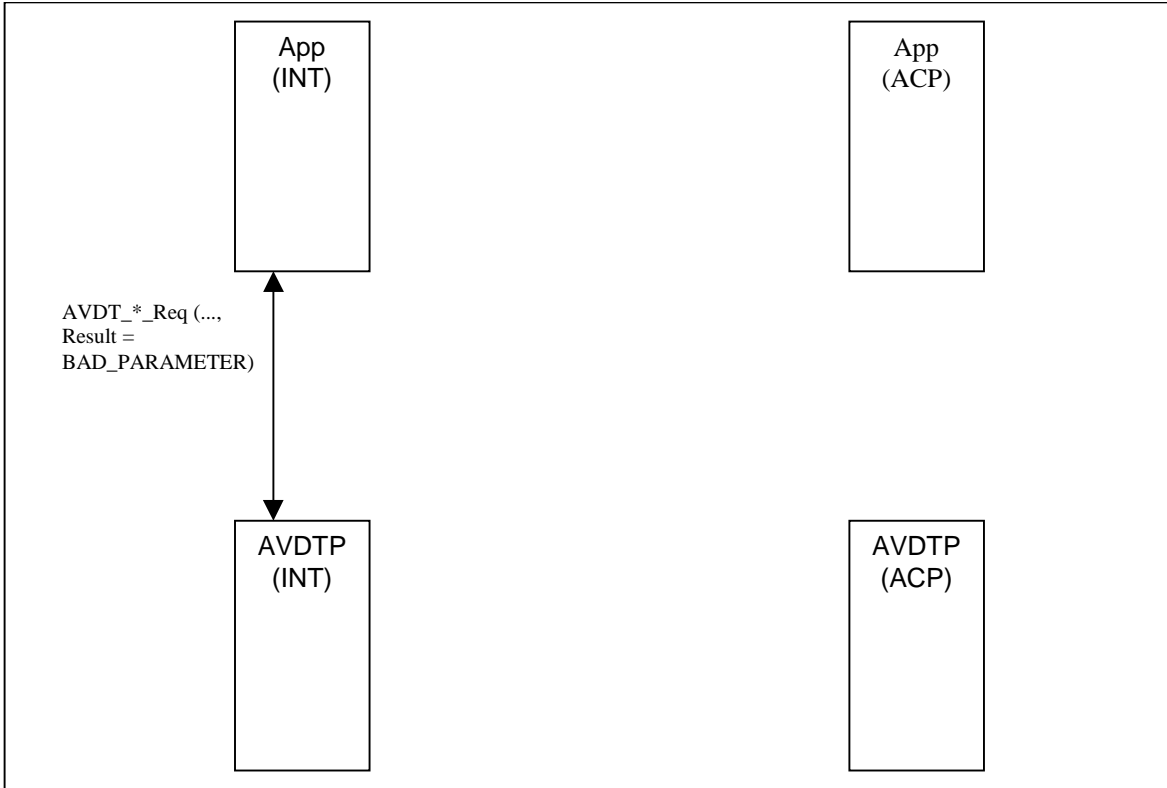 App
(INT)
App
(ACP)
AVDT_*_Req (...,
Result =
BAD_PARAMETER)
AVDTP
(INT)
AVDTP
(ACP)